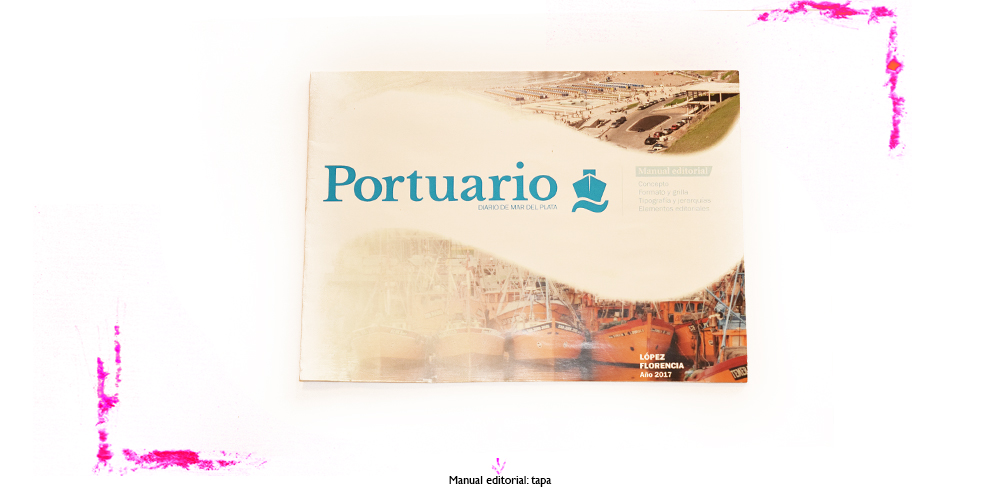 Portuario
DIARIO DE MAR DEL PLATA
Manual editorial
Concepto
Formato y grilla
Tipografía y jerarquías
Elementos editoriales
LÓPEZ
FLORENCIA
Año 2017
Manual editorial: tapa